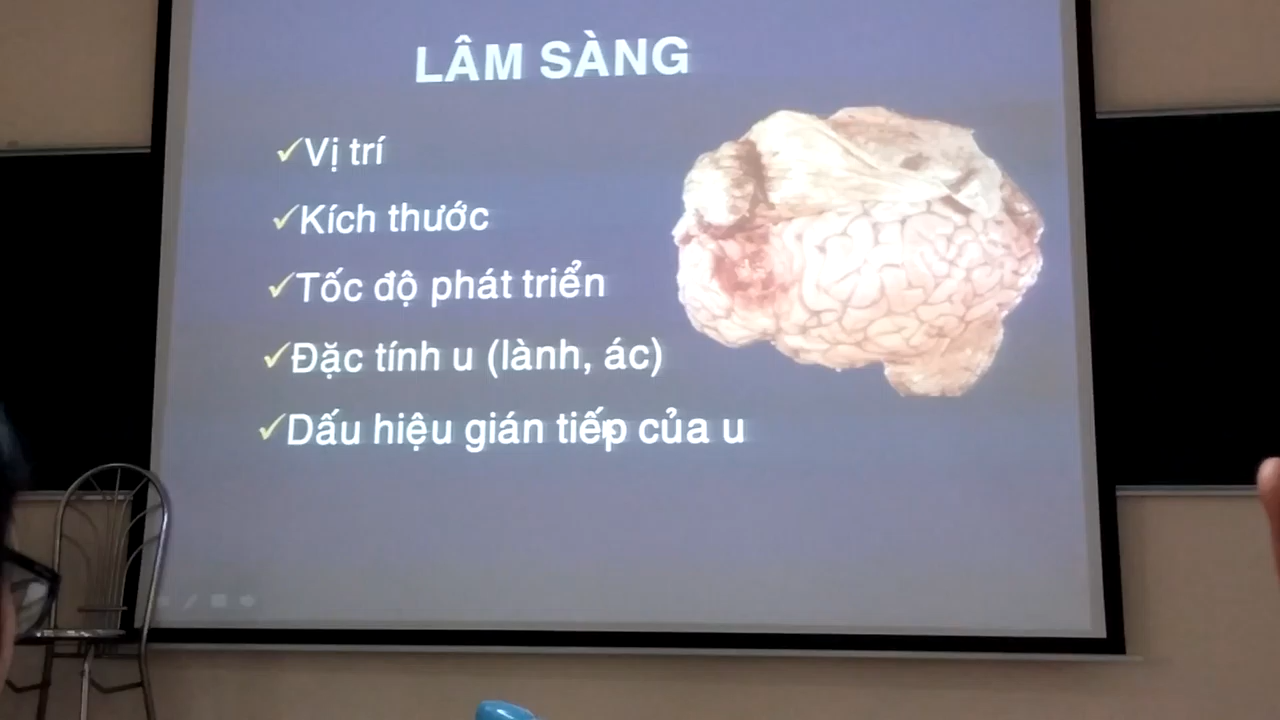 LÂM SÀNG
✓Vị trí
✓Kích thước
✓Tốc độ phát triển
✓Đặc tính u (lành, ác)
✓Dấu hiệu gián tiếp của u